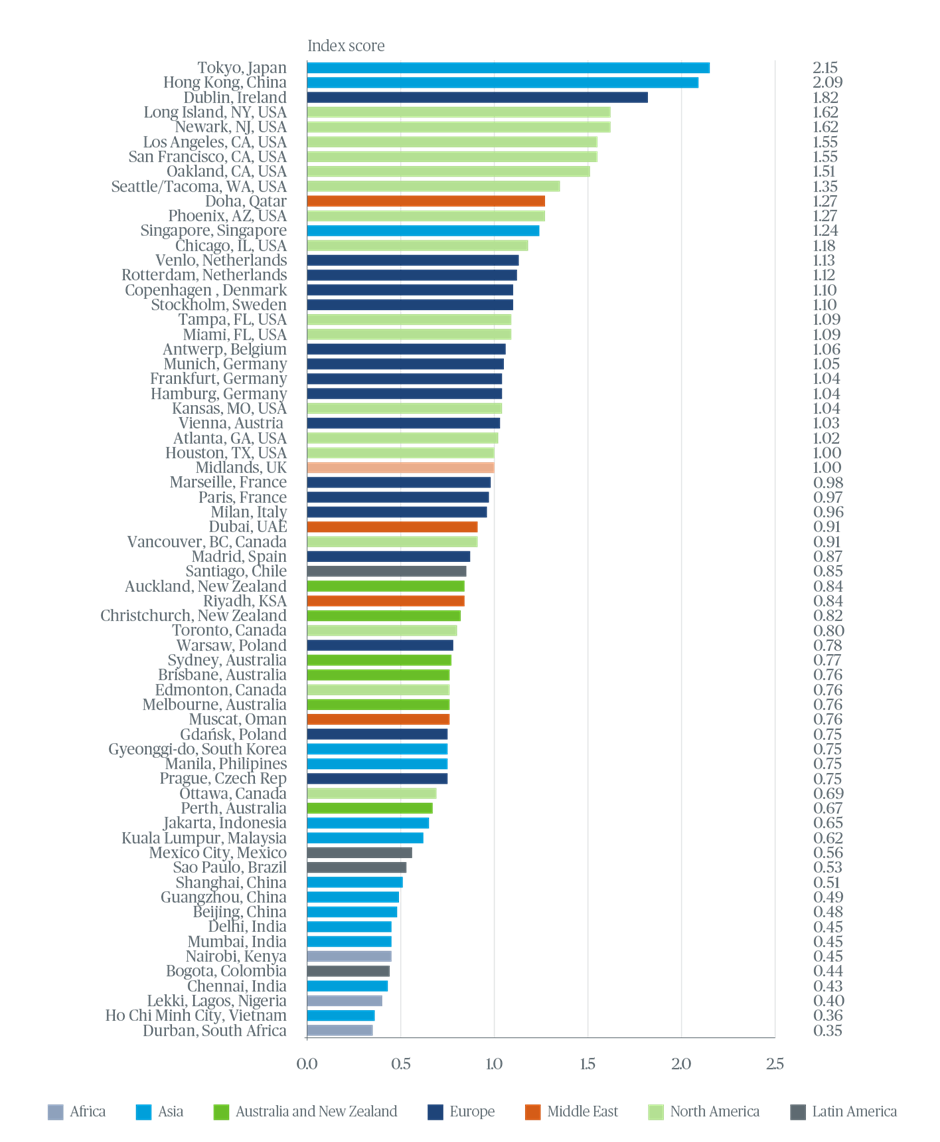 Index score
Tokyo, Japan 2.15
Hong Kong, China 2.09
Dublin, Ireland 1.82
Long Island, NY, USA 1.62
Newark, NJ, USA 1.62
Los Angeles, CA, USA 1.55
San Francisco, CA, USA 1.55
Oakland, CA, USA 1.51
Seattle/Tacoma, WA, USA 1.35
Doha, Qatar 1.27
Phoenix, AZ, USA 1.27
Singapore, Singapore 1.24
Chicago, IL, USA 1.18
Venlo, Netherlands 1.13
Rotterdam, Netherlands 1.12
Copenhagen , Denmark 1.10
Stockholm, Sweden 1.10
Tampa, FL, USA 1.09
Miami, FL, USA 1.09
Antwerp, Belgium 1.06
Munich, Germany 1.05
Frankfurt, Germany 1.04
Hamburg, Germany 1.04
Kansas, MO, USA 1.04
Vienna, Austria 1.03
Atlanta, GA, USA 1.02
Houston, TX, USA 1.00
Midlands, UK 1.00
Marseille, France 0.98
Paris, France 0.97
Milan, Italy 0.96
Dubai, UAE 0.91
Vancouver, BC, Canada 0.91
Madrid, Spain 0.87
Santiago, Chile 0.85
Auckland, New Zealand 0.84
Riyadh, KSA 0.84
Christchurch, New Zealand 0.82
Toronto, Canada 0.80
Warsaw, Poland 0.78
Sydney, Australia 0.77
Brisbane, Australia 0.76
Edmonton, Canada 0.76
Melbourne, Australia 0.76
Muscat, Oman 0.76
Gdańsk, Poland 0.75
Gyeonggi-do, South Korea 0.75
Manila, Philipines 0.75
Prague, Czech Rep 0.75
Ottawa, Canada 0.69
Perth, Australia 0.67
Jakarta, Indonesia 0.65
Kuala Lumpur, Malaysia 0.62
Mexico City, Mexico 0.56
Sao Paulo, Brazil 0.53
Shanghai, China 0.51
Guangzhou, China 0.49
Beijing, China 0.48
Delhi, India 0.45
Mumbai, India 0.45
Nairobi, Kenya 0.45
Bogota, Colombia 0.44
Chennai, India 0.43
Lekki, Lagos, Nigeria 0.40
Ho Chi Minh City, Vietnam 0.36
Durban, South Africa 0.35
0.0 0.5 1.0 1.5 2.0 2.5
Africa Asia Australia and New Zealand Europe Middle East North America Latin America